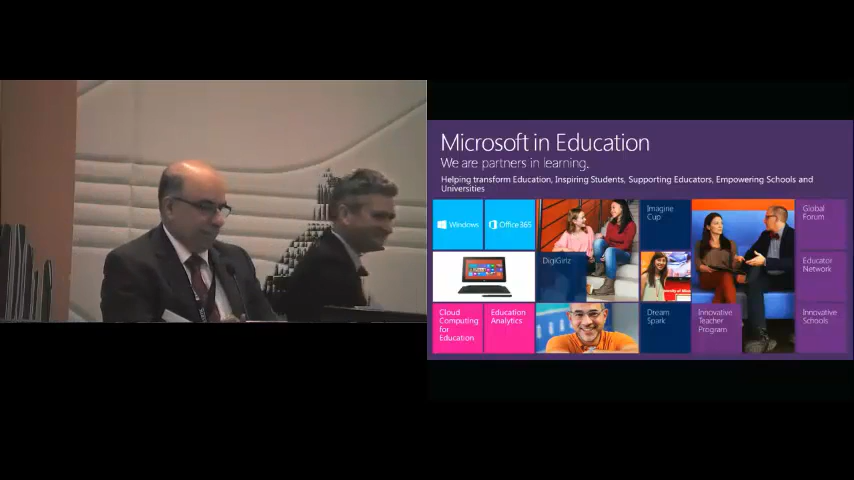 Microsoft in Education
We are partners in learning.
Helping transform Education, Inspiring Students, Supporting Educators, Empowering Schools and
Universities
Windows
Office 365
Imagine
Cup
Global
Forum
DigiGirlz
Educator
Network
Cloud
Computing
for
Education
Education
Analytics
Dream
Spark
Innovative
Teacher
Program
Innovative
Schools